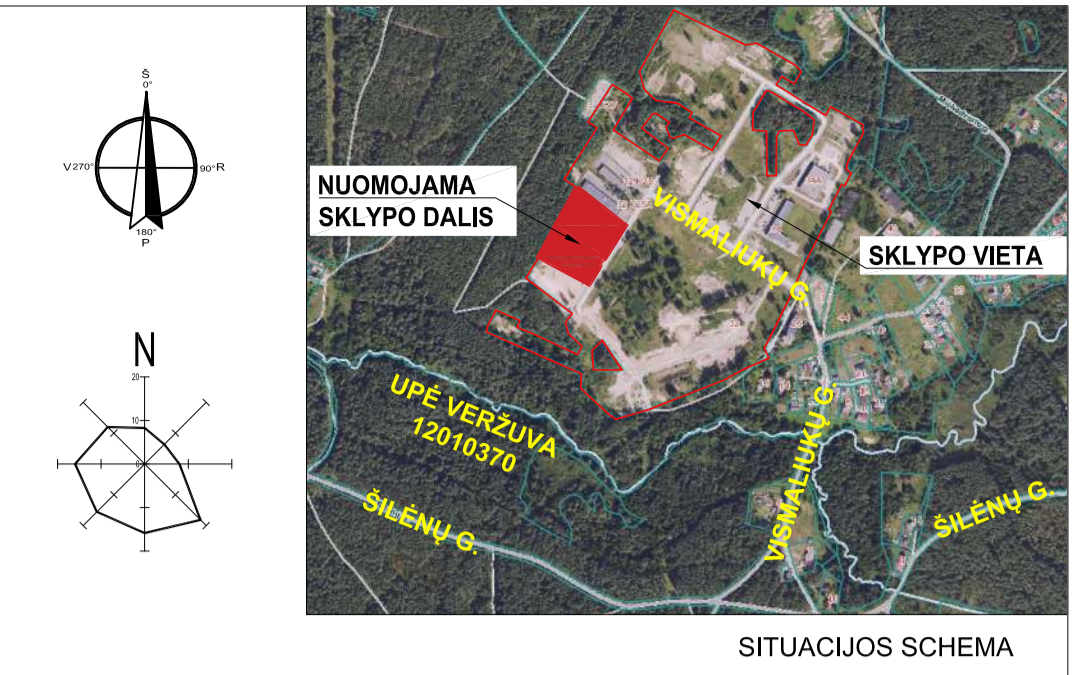 Š
0°
V270°
90°R
180°
P
N
20
10
0
NUOMOJAMA
SKLYPO DALIS
SKLYPO VIETA
VISMALIUKŲ G.
UPĖ VERŽUVA
12010370
VISMALIUKŲ G.
ŠILĖNŲ G.
ŠILĖNŲ G.
SITUACIJOS SCHEMA